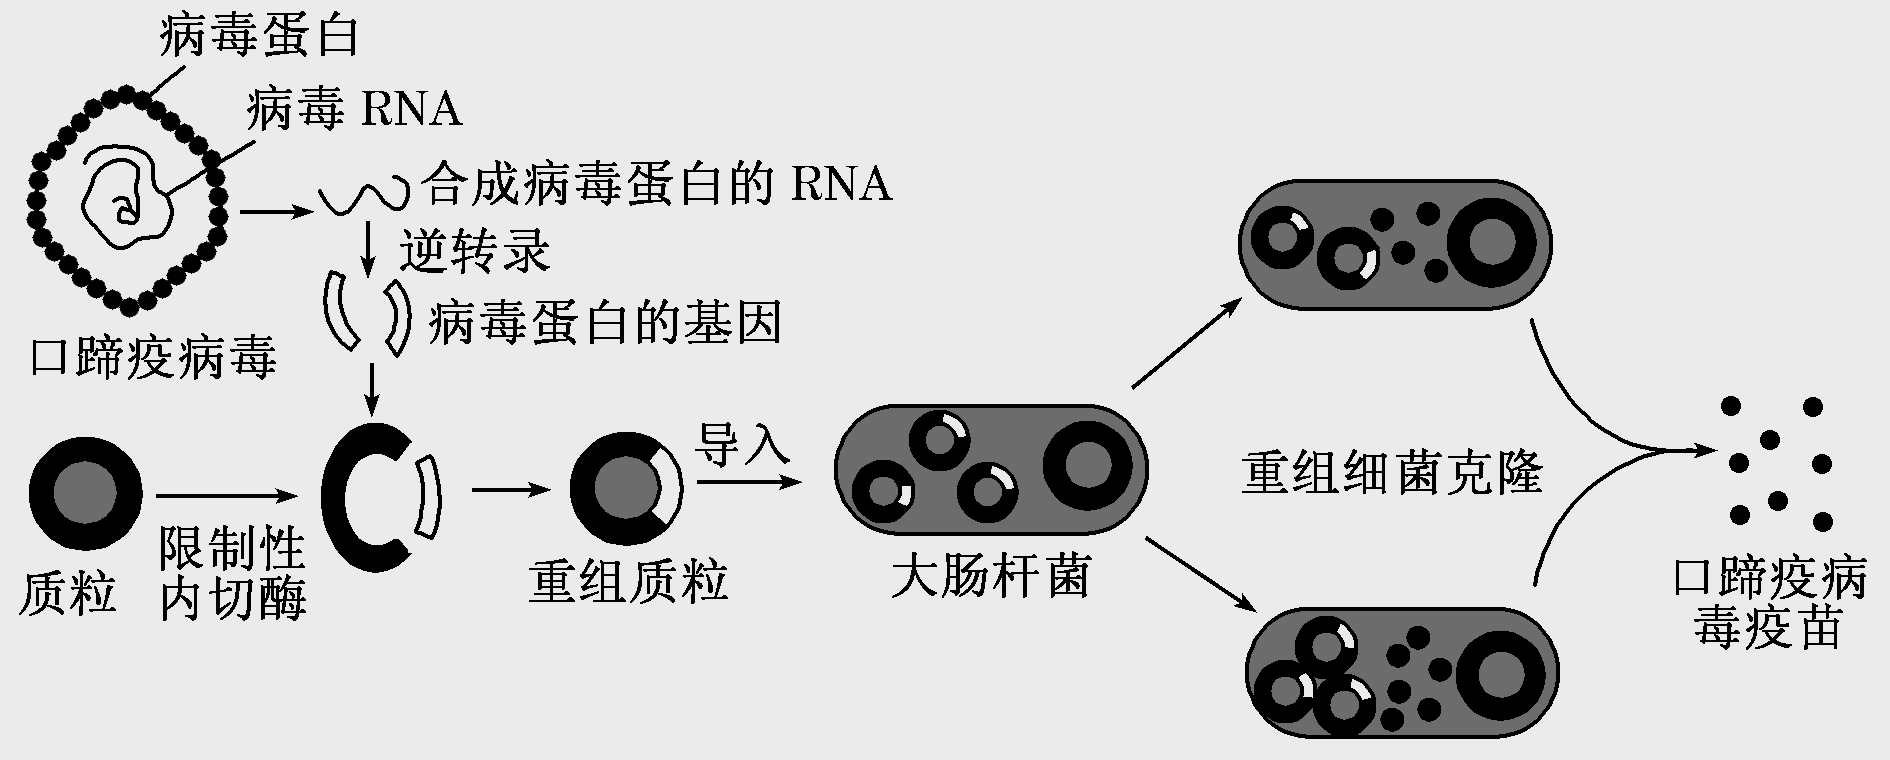 病毒蛋白
病毒 RNA
合成病毒蛋白的 RNA
逆转录
病毒蛋白的基因
口蹄疫病毒
导入
限制性
内切酶
质粒
重组质粒
大肠杆菌
重组细菌克隆
口蹄疫病
毒疫苗